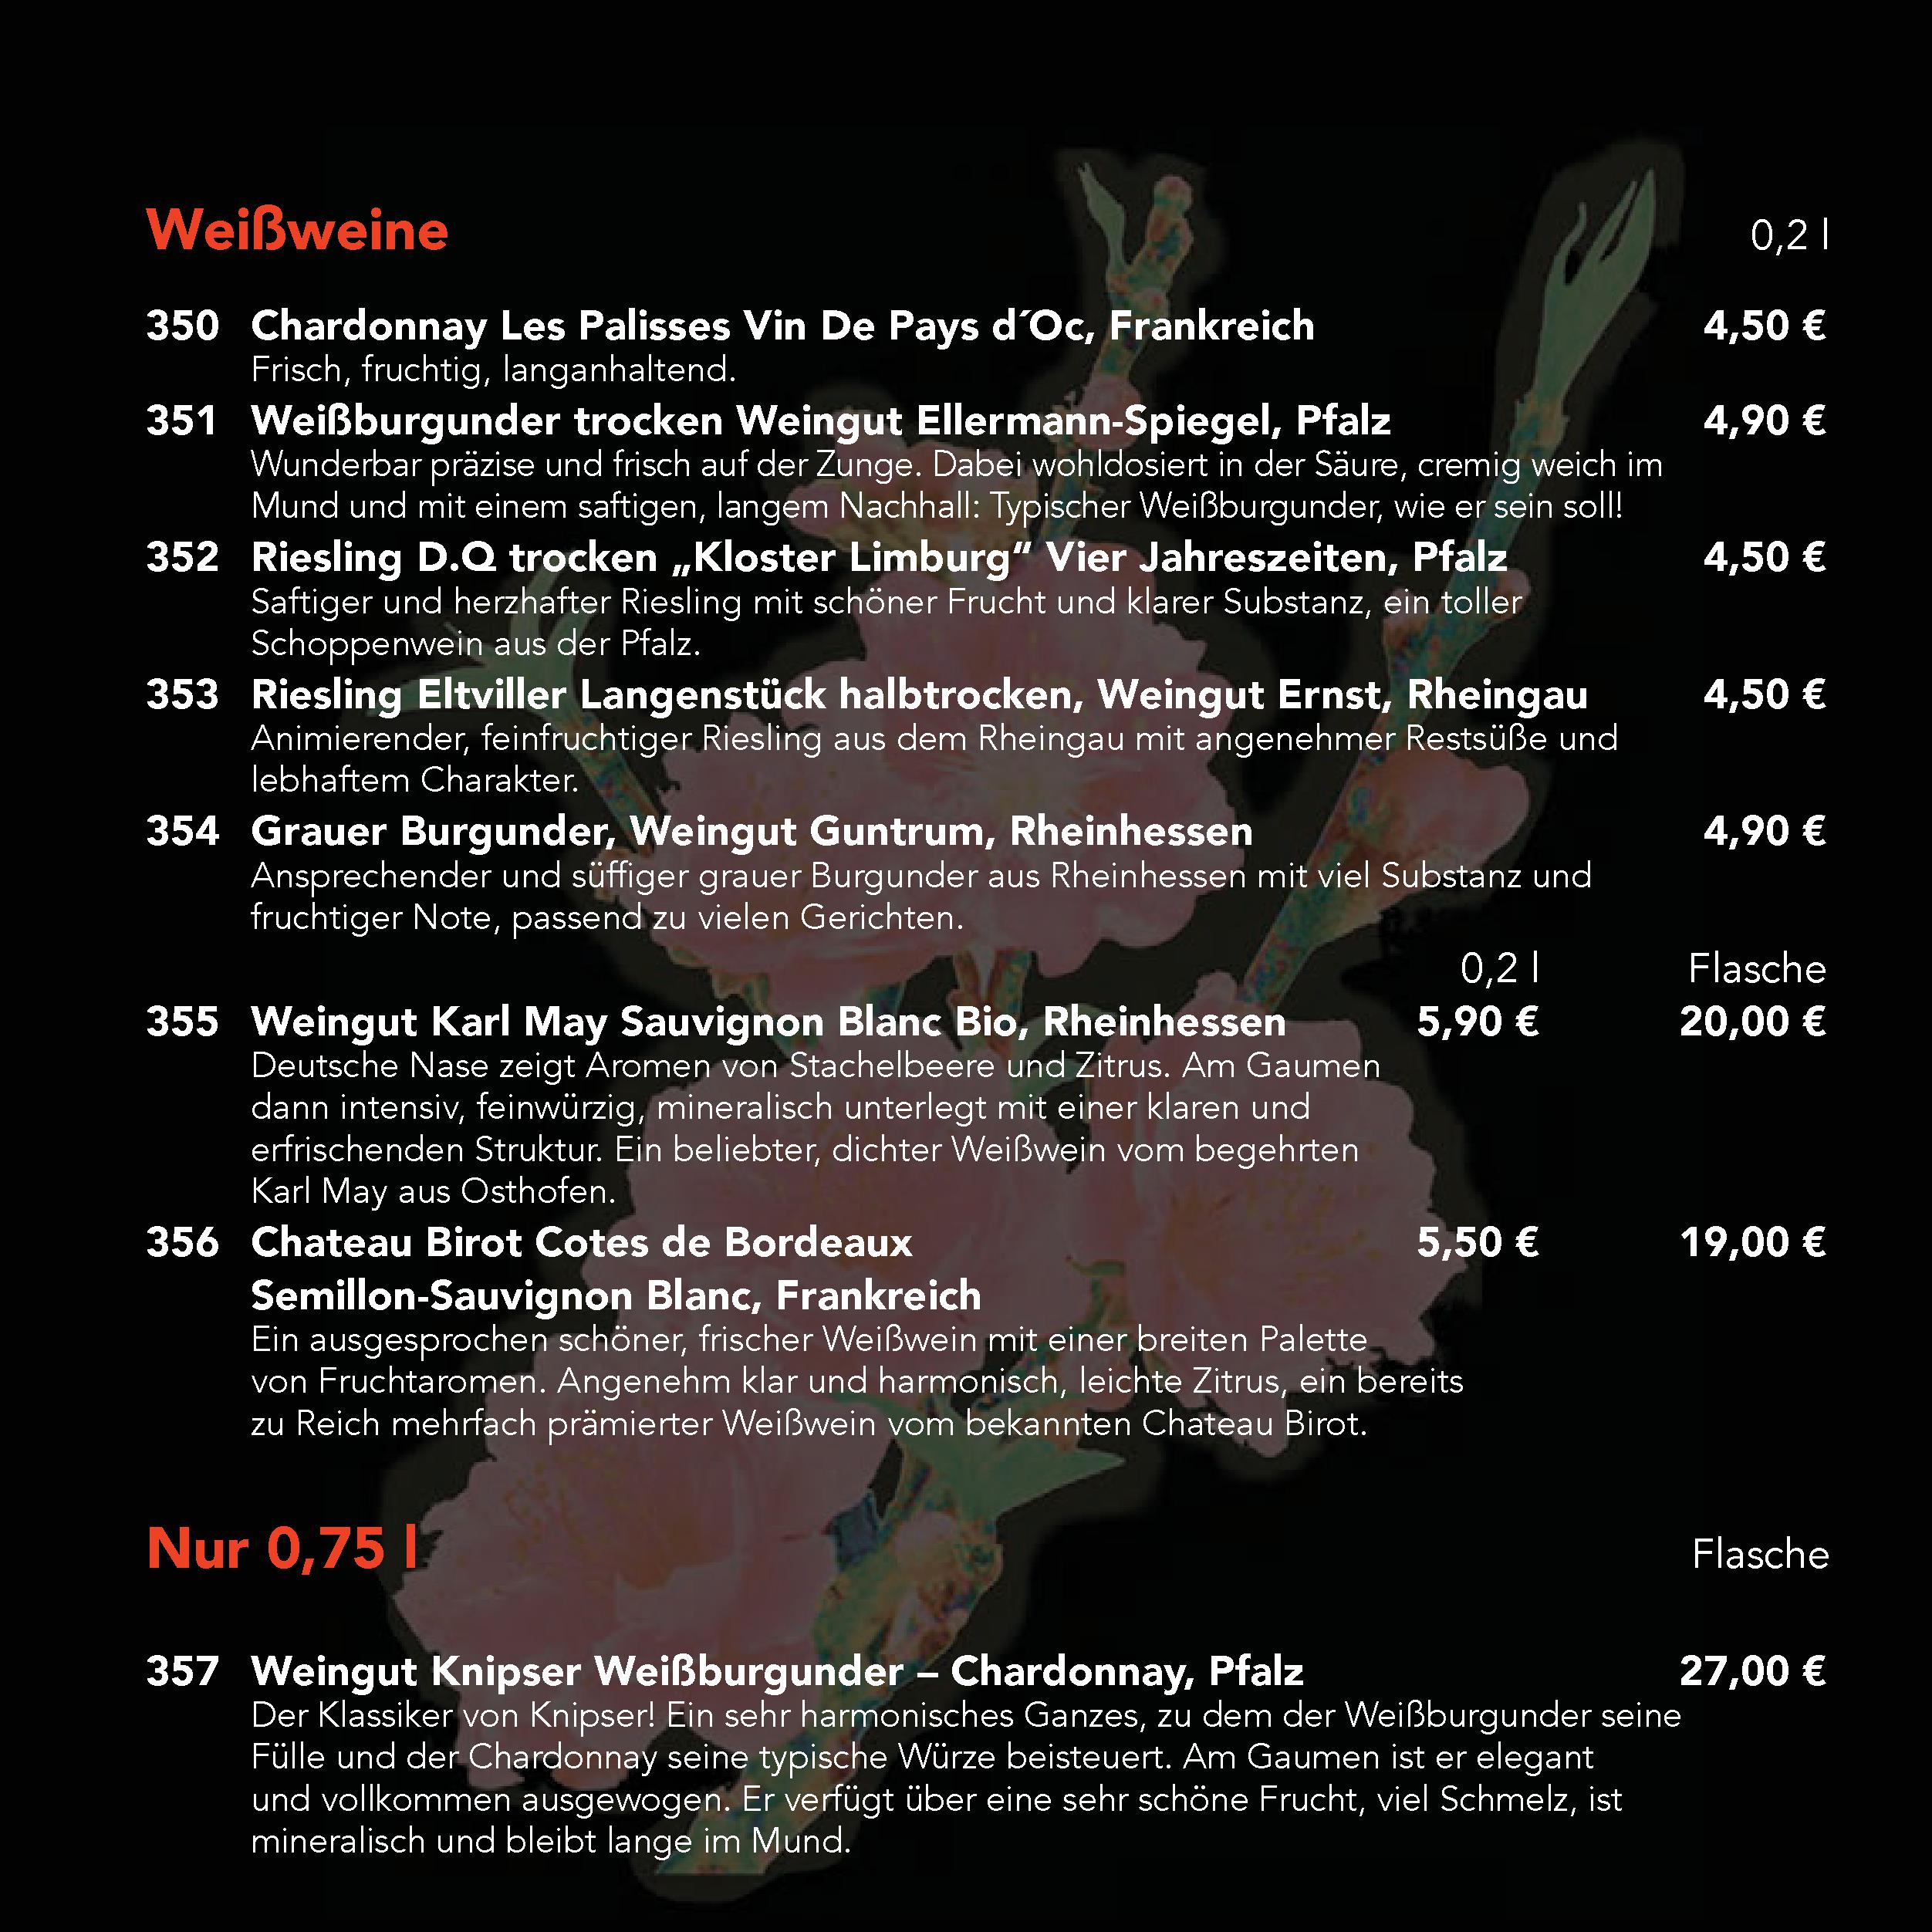 Weißweine 0,2 l
350 Chardonnay Les Palisses Vin De Pays d´Oc, Frankreich 4,50 €
Frisch, fruchtig, langanhaltend.
351 Weißburgunder trocken Weingut Ellermann-Spiegel, Pfalz 4,90 €
Wunderbar präzise und frisch auf der Zunge. Dabei wohldosiert in der Säure, cremig weich im
Mund und mit einem saftigen, langem Nachhall: Typischer Weißburgunder, wie er sein soll!
352 Riesling D.Q trocken „Kloster Limburg“ Vier Jahreszeiten, Pfalz 4,50 €
Saftiger und herzhafter Riesling mit schöner Frucht und klarer Substanz, ein toller
Schoppenwein aus der Pfalz.
353 Riesling Eltviller Langenstück halbtrocken, Weingut Ernst, Rheingau 4,50 €
Animierender, feinfruchtiger Riesling aus dem Rheingau mit angenehmer Restsüße und
lebhaftem Charakter.
354 Grauer Burgunder, Weingut Guntrum, Rheinhessen 4,90 €
Ansprechender und süffiger grauer Burgunder aus Rheinhessen mit viel Substanz und
fruchtiger Note, passend zu vielen Gerichten.
0,2 l Flasche
355 Weingut Karl May Sauvignon Blanc Bio, Rheinhessen 5,90 € 20,00 €
Deutsche Nase zeigt Aromen von Stachelbeere und Zitrus. Am Gaumen
dann intensiv, feinwürzig, mineralisch unterlegt mit einer klaren und
erfrischenden Struktur. Ein beliebter, dichter Weißwein vom begehrten
Karl May aus Osthofen.
356 Chateau Birot Cotes de Bordeaux 5,50 € 19,00 €
Semillon-Sauvignon Blanc, Frankreich
Ein ausgesprochen schöner, frischer Weißwein mit einer breiten Palette
von Fruchtaromen. Angenehm klar und harmonisch, leichte Zitrus, ein bereits
zu Reich mehrfach prämierter Weißwein vom bekannten Chateau Birot.
Nur 0,75 l Flasche
357 Weingut Knipser Weißburgunder – Chardonnay, Pfalz 27,00 €
Der Klassiker von Knipser! Ein sehr harmonisches Ganzes, zu dem der Weißburgunder seine
Fülle und der Chardonnay seine typische Würze beisteuert. Am Gaumen ist er elegant
und vollkommen ausgewogen. Er verfügt über eine sehr schöne Frucht, viel Schmelz, ist
mineralisch und bleibt lange im Mund.